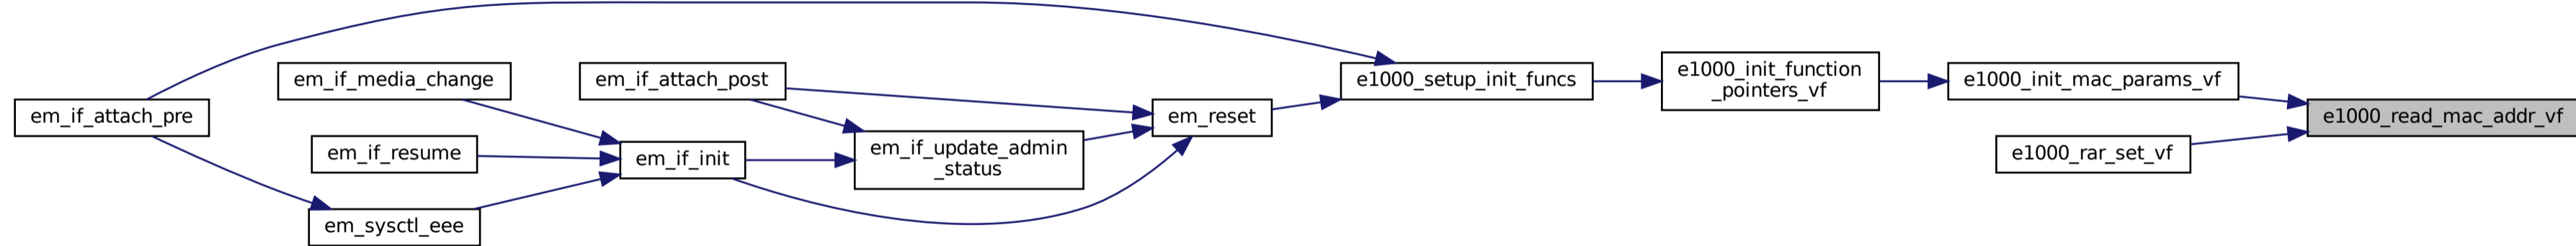 em_if_attach_pre
em_if_media_change
em_if_resume
em_sysctl_eee
em_if_attach_post
em_if_init
em_if_update_admin
_status
em_reset
e1000_setup_init_funcs
e1000_init_function
_pointers_vf
e1000_init_mac_params_vf
e1000_rar_set_vf
e1000_read_mac_addr_vf